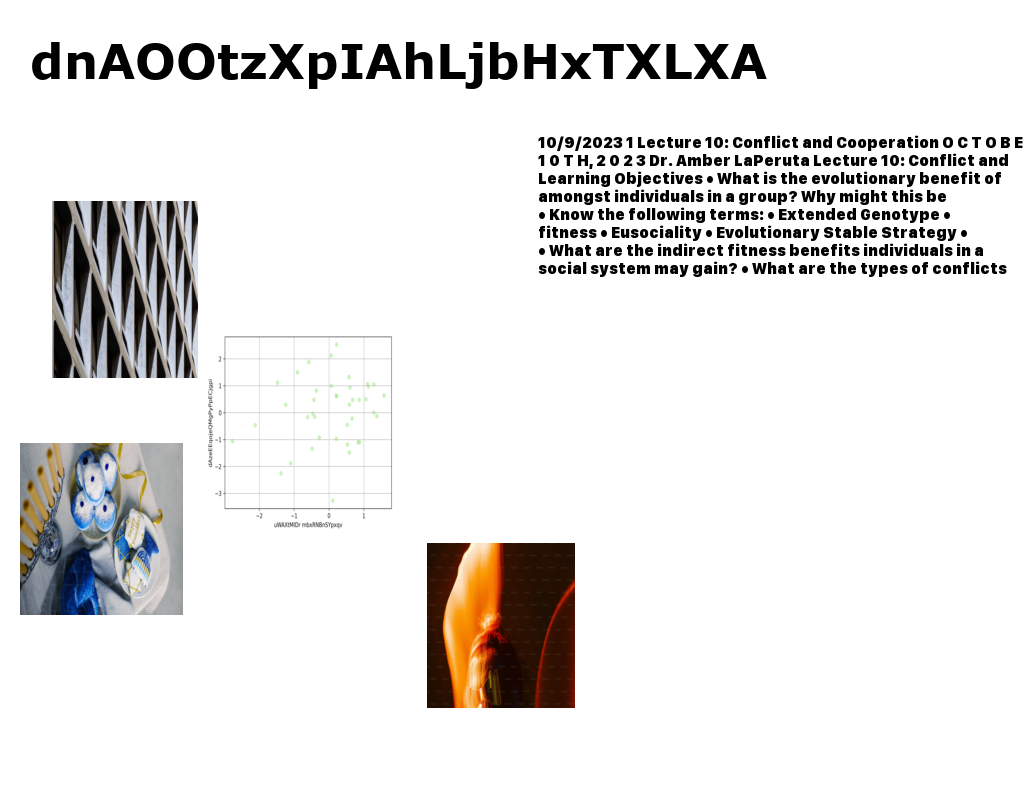 dnAOOtzXpIAhLjbHxTXLXA
10/9/2023 1 Lecture 10: Conflict and Cooperation O C T O B E
1 0 T H, 2 0 2 3 Dr. Amber LaPeruta Lecture 10: Conflict and
Learning Objectives • What is the evolutionary benefit of
amongst individuals in a group? Why might this be
• Know the following terms: • Extended Genotype •
fitness • Eusociality • Evolutionary Stable Strategy •
• What are the indirect fitness benefits individuals in a
social system may gain? • What are the types of conflicts
2
1
0
−1
−2
−3
−2 −1 0 1